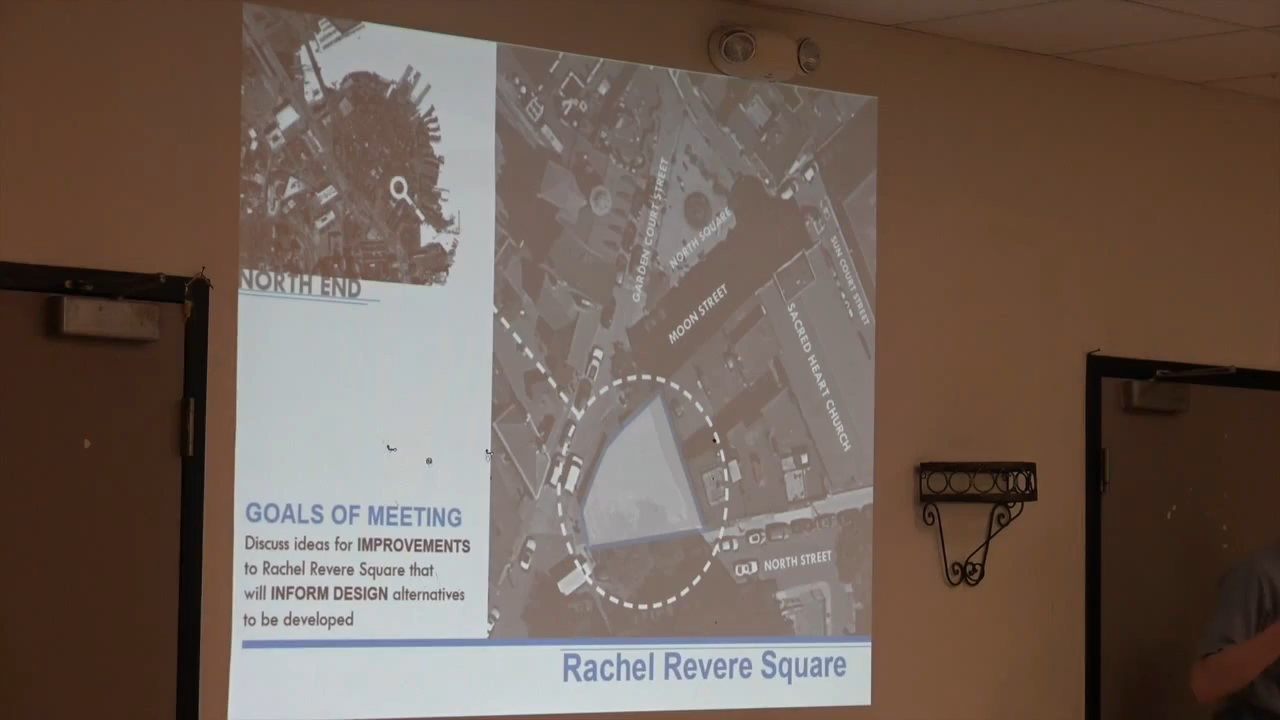 NORTH END
GOALS OF MEETING
Discuss ideas for IMPROVEMENTS
to Rachel Revere Square that
will INFORM DESIGN alternatives
to be developed
GARDEN COURT STREET
NORTH SQUARE
MOON STREET
SUN COURT STREET
SACRED HEART CHURCH
NORTH STREET
Rachel Revere Square